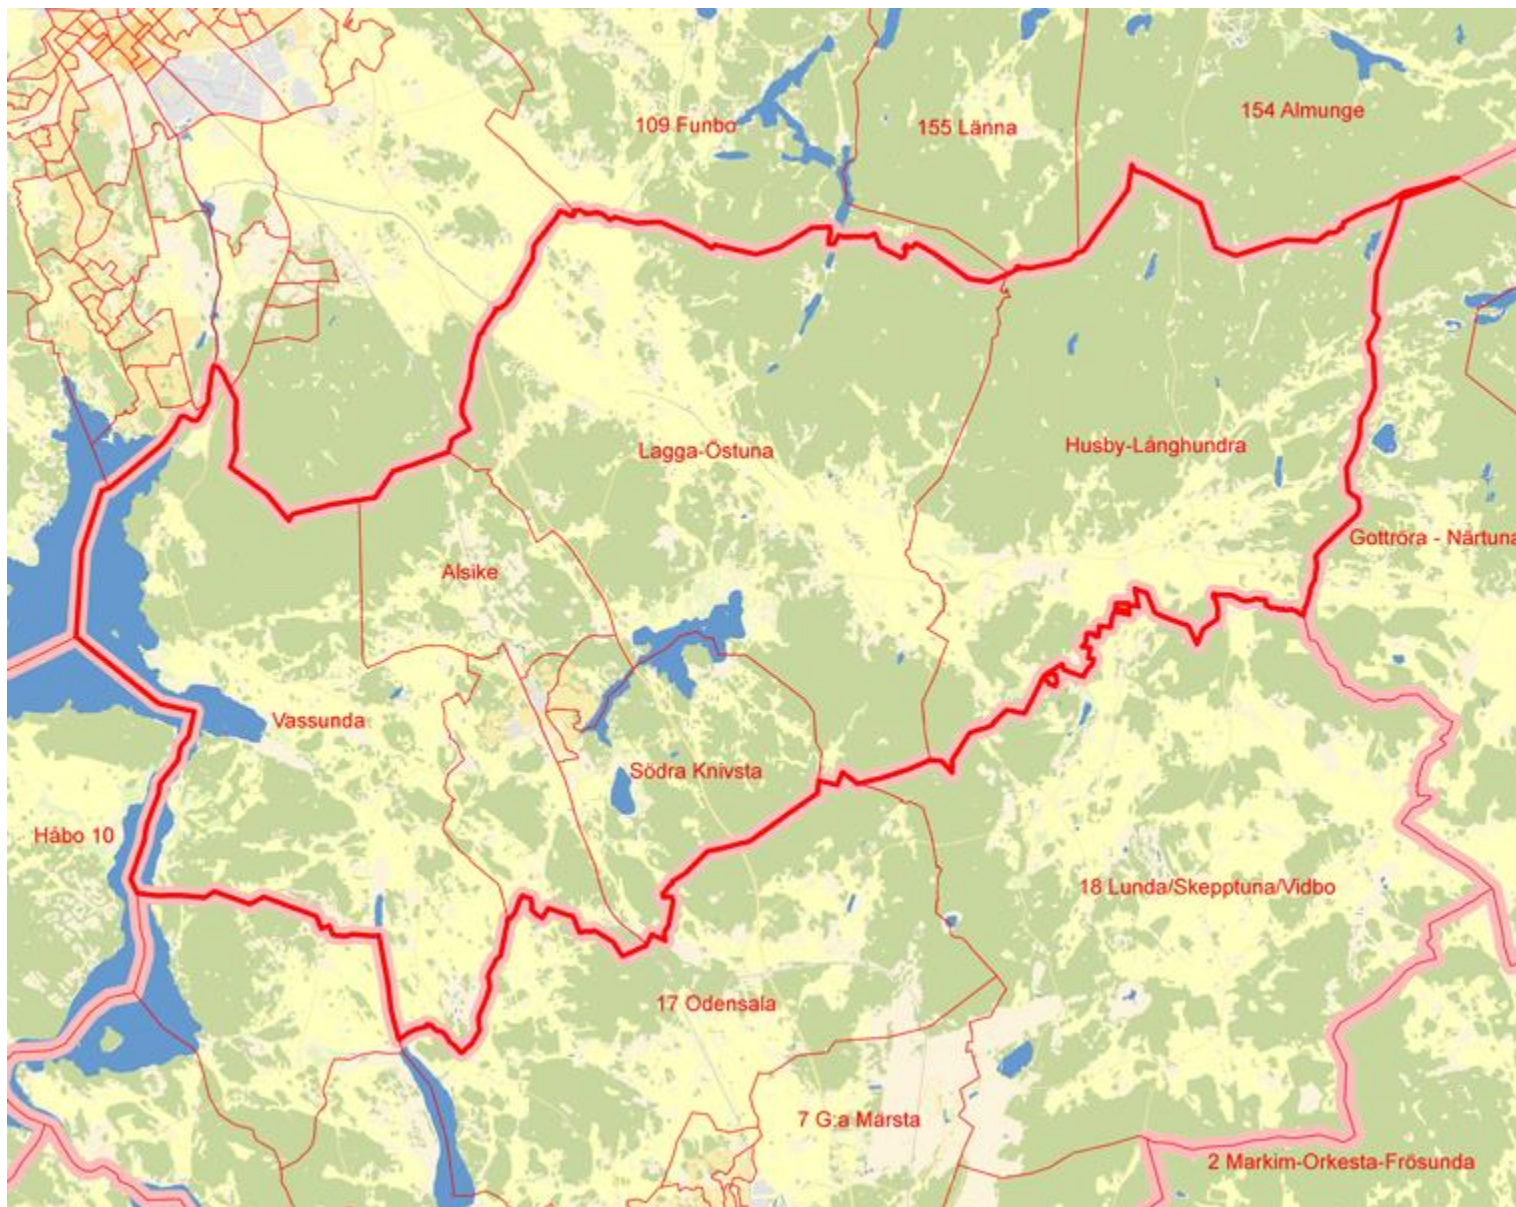 154 Almunge
109 Funbo
155 Länna
Husby-Långhundra
Lagga-Östuna
Gottröra - Närtuna
Alsike
Vassunda
Södra Knivsta
Håbo 10
18 Lunda/Skepptuna/Vidbo
17 Odensala
7 G:a Märsta
2 Markim-Orkesta-Frösunda